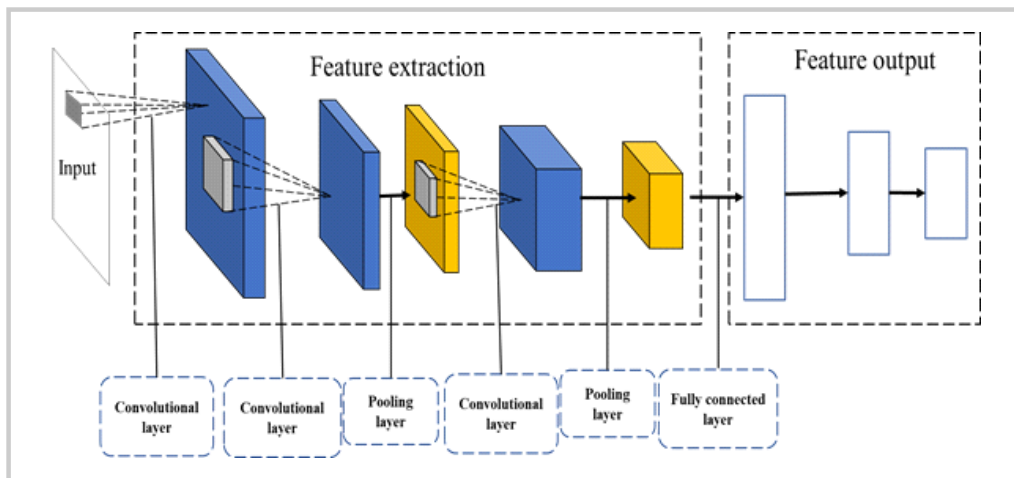 Feature extraction
Feature output
Input
Convolutional
layer
Convolutional
layer
Pooling
layer
Convolutional
layer
Pooling
layer
Fully connected
layer